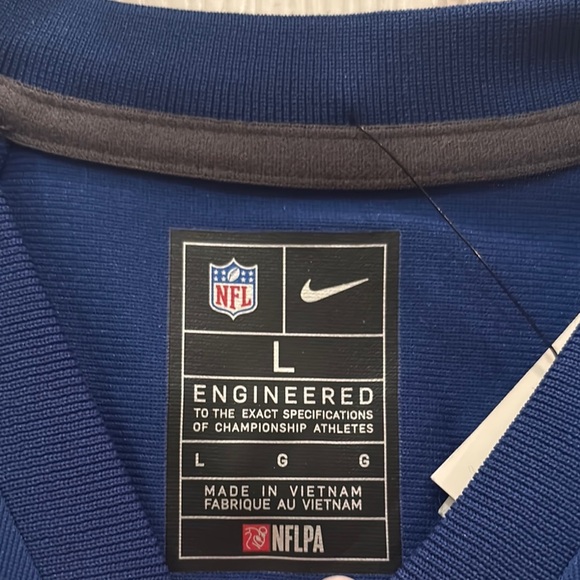 NFL
L
ENGINEERED
TO THE EXACT SPECIFICATIONS
OF CHAMPIONSHIP ATHLETES
L G G
MADE IN VIETNAM
FABRIQUE AU VIETNAM
NFLPA